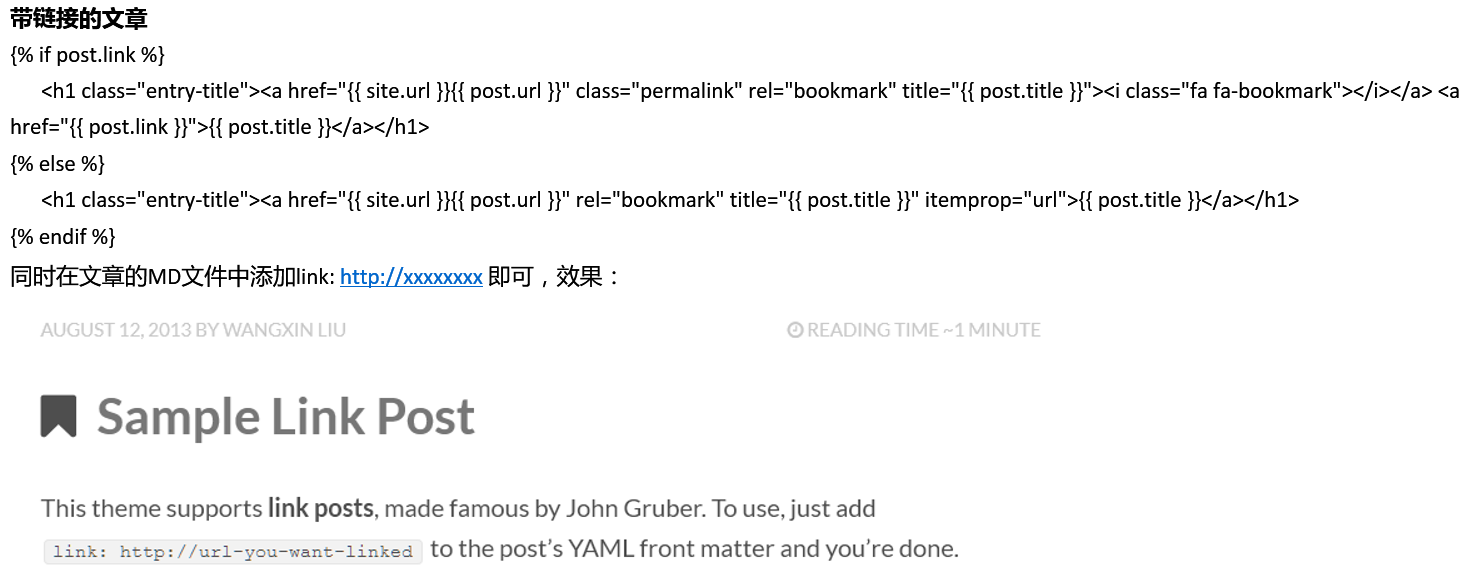 带链接的文章
{% if post.link %}
<h1 class="entry-title"><a href="{{ site.url }}{{ post.url }}" class="permalink" rel="bookmark" title="{{ post.title }}"><i class="fa fa-bookmark"></i></a> <a
href="{{ post.link }}">{{ post.title }}</a></h1>
{% else %}
<h1 class="entry-title"><a href="{{ site.url }}{{ post.url }}" rel="bookmark" title="{{ post.title }}" itemprop="url">{{ post.title }}</a></h1>
{% endif %}
同时在文章的MD文件中添加link: http://xxxxxxxx 即可，效果：
AUGUST 12, 2013 BY WANGXIN LIU READING TIME ~1 MINUTE
Sample Link Post
This theme supports link posts, made famous by John Gruber. To use, just add
link: http://url-you-want-linked to the post’s YAML front matter and you’re done.